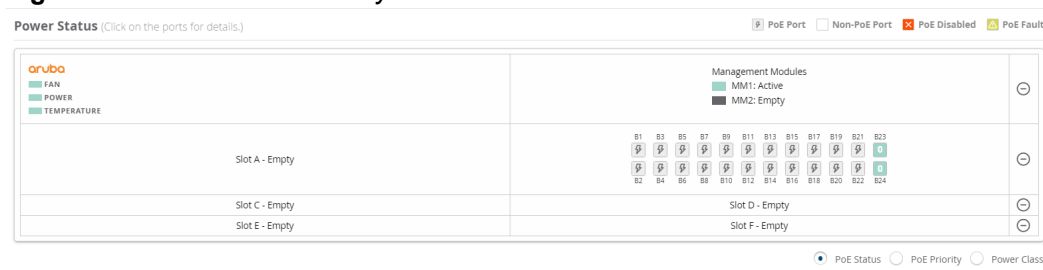 Power Status (Click on the ports for details.)
PoE Port Non-PoE Port PoE Disabled PoE Fault
aruba
FAN
POWER
TEMPERATURE
Management Modules
MM1: Active
MM2: Empty
Slot A - Empty
B1 B3 B5 B7 B9 B11 B13 B15 B17 B19 B21 B23
0
0
B2 B4 B6 B8 B10 B12 B14 B16 B18 B20 B22 B24
Slot C - Empty
Slot D - Empty
Slot E - Empty
Slot F - Empty
PoE Status PoE Priority Power Class